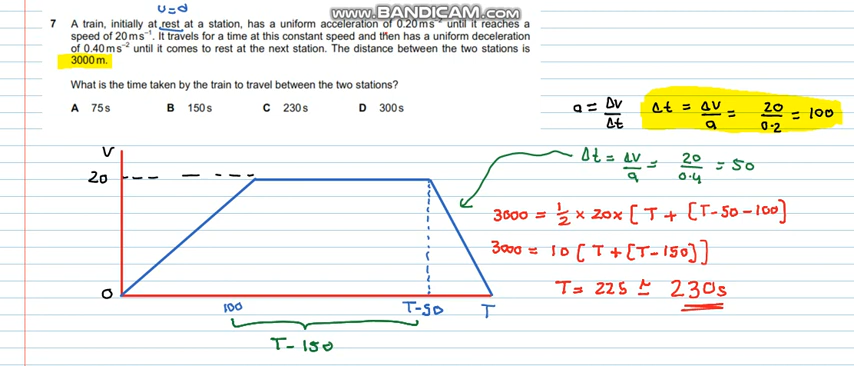 www.BANDICAM.com
u=0
7 A train, initially at rest at a station, has a uniform acceleration of 0.20 m s⁻² until it reaches a
speed of 20 m s⁻¹. It travels for a time at this constant speed and then has a uniform deceleration
of 0.40 m s⁻² until it comes to rest at the next station. The distance between the two stations is
3000 m.
What is the time taken by the train to travel between the two stations?
A 75 s B 150 s C 230 s D 300 s
a = Δv/Δt Δt = Δv/a = 20/0.2 = 100
Δt = Δv/a = 20/0.4 = 50
3000 = 1/2 × 20 × [T + [T-50-100]
3000 = 10 [T + [T-150]]
T = 225 ≃ 230s
V
20
0
100 T-50 T
T-150